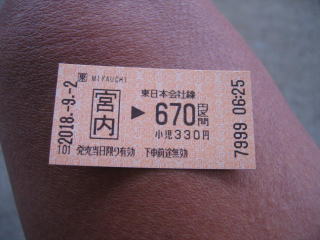 2018.-9.-2
101
業 MIYAUCHI
宮内
東日本会社線
▶ 670円区間
小児330円
発売当日限り有効 下車前途無効
7999 06:25